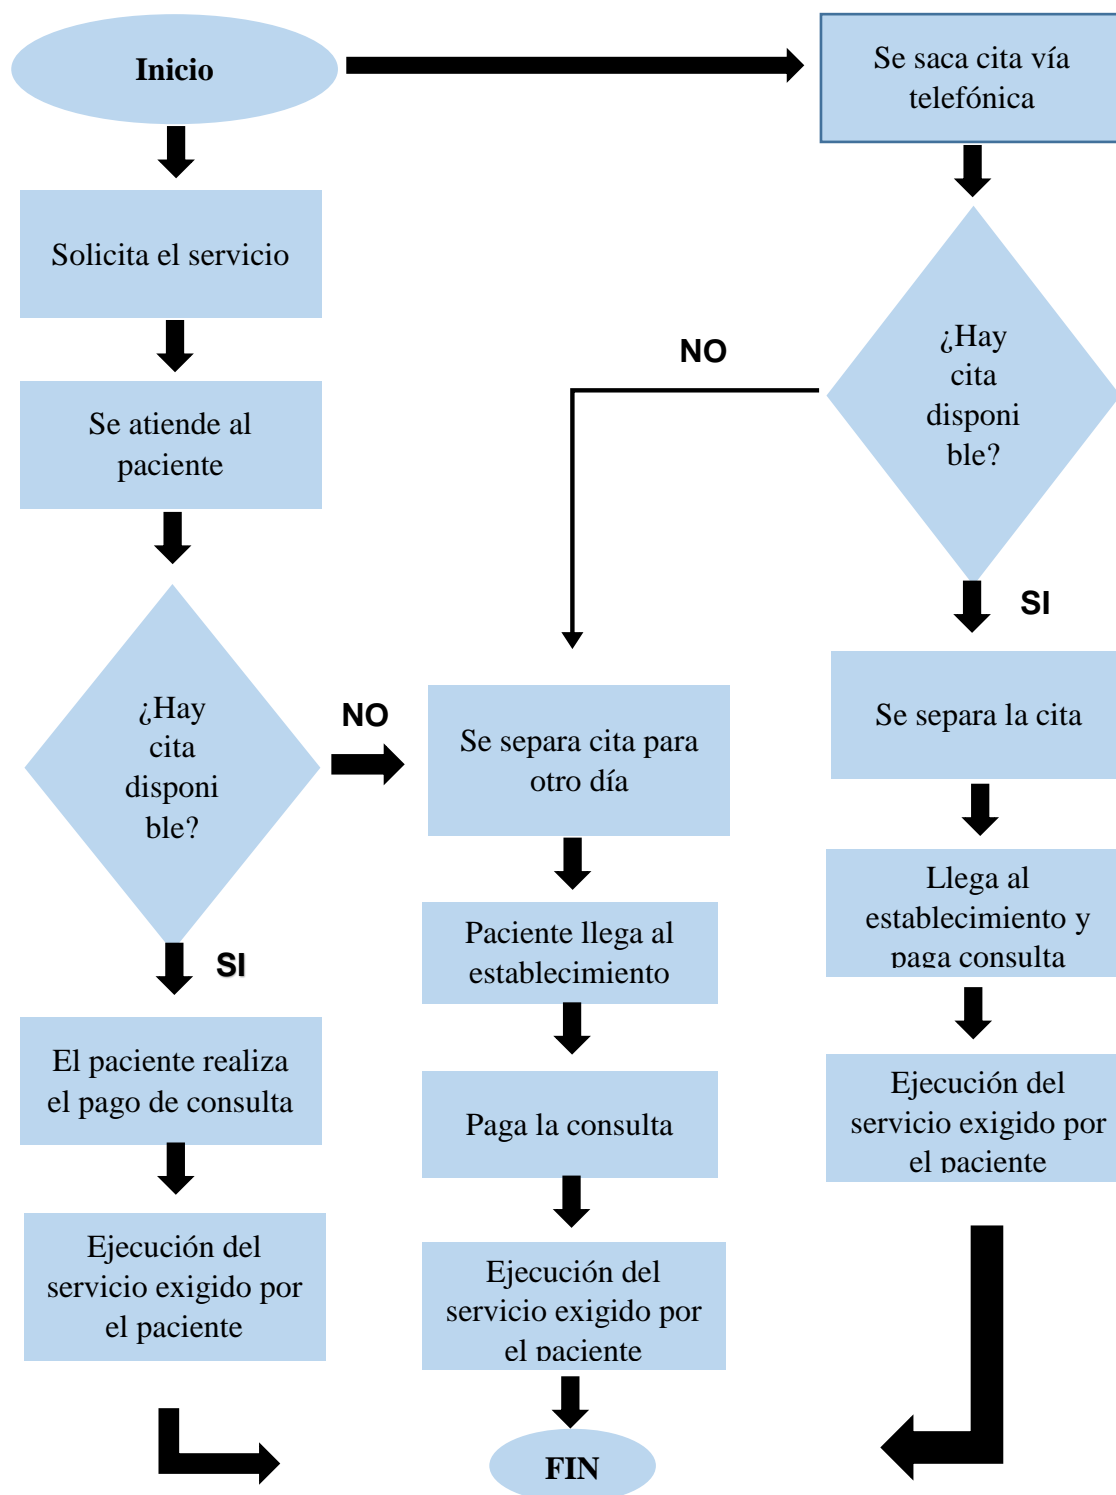 Inicio
Se saca cita vía
telefónica
Solicita el servicio
¿Hay
cita
disponi
ble?
NO
Se atiende al
paciente
SI
¿Hay
cita
disponi
ble?
NO
Se separa cita para
otro día
Se separa la cita
Llega al
establecimiento y
paga consulta
Paciente llega al
establecimiento
SI
El paciente realiza
el pago de consulta
Paga la consulta
Ejecución del
servicio exigido por
el paciente
Ejecución del
servicio exigido por
el paciente
Ejecución del
servicio exigido por
el paciente
FIN